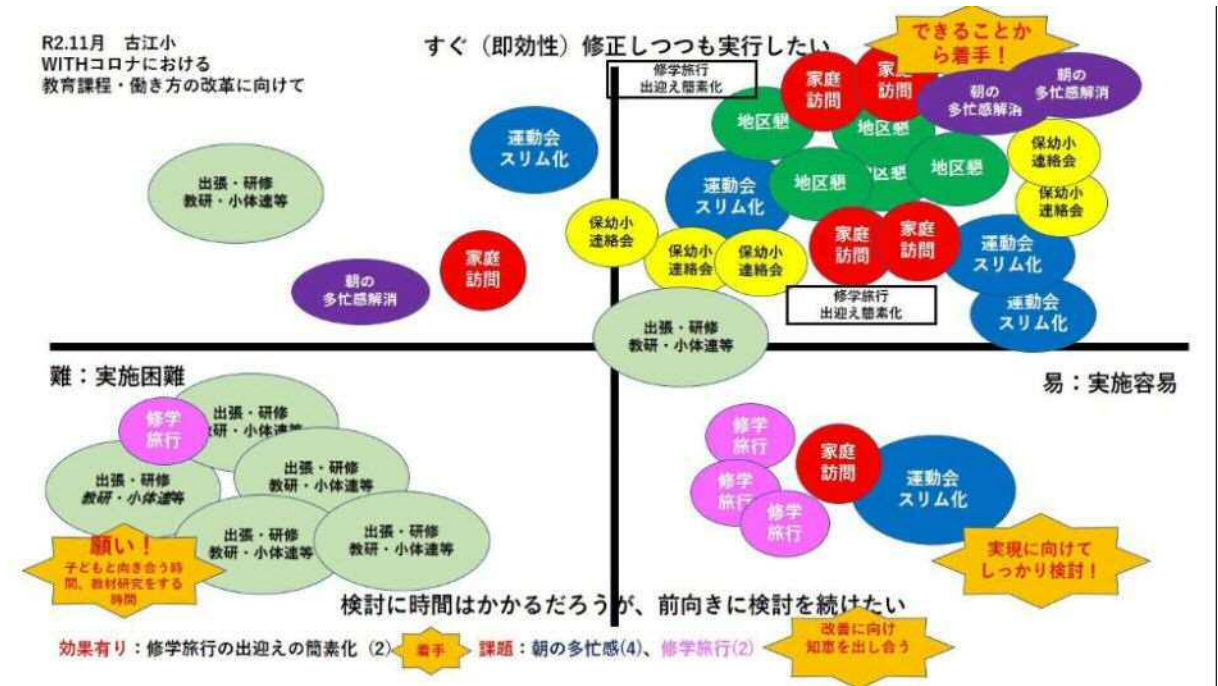 R2.11月 古江小
WITHコロナにおける
教育課程・働き方の改革に向けて
すぐ（即効性）修正しつつも実行したい
できることか
ら着手！
修学旅行
出迎え簡素化
家庭
訪問
家庭
訪問
朝の
多忙感解消
朝の
多忙感解消
運動会
スリム化
地区懇
地区懇
保幼小
連絡会
出張・研修
教研・小体連等
運動会
スリム化
地区懇
地区懇
地区懇
保幼小
連絡会
保幼小
連絡会
家庭
訪問
家庭
訪問
運動会
スリム化
家庭
訪問
保幼小
連絡会
保幼小
連絡会
朝の
多忙感解消
修学旅行
出迎え簡素化
運動会
スリム化
出張・研修
教研・小体連等
難：実施困難
易：実施容易
修学
旅行
出張・研修
教研・小体連等
出張・研修
教研・小体連等
出張・研修
教研・小体連等
出張・研修
教研・小体連等
出張・研修
教研・小体連等
修学
旅行
家庭
訪問
運動会
スリム化
修学
旅行
修学
旅行
願い！
子どもと向き合う時
間、教材研究をする
時間
実現に向けて
しっかり検討！
検討に時間はかかるだろうが、前向きに検討を続けたい
効果有り：修学旅行の出迎えの簡素化（2） 着手 課題：朝の多忙感(4)、修学旅行(2)
改善に向け
知恵を出し合う